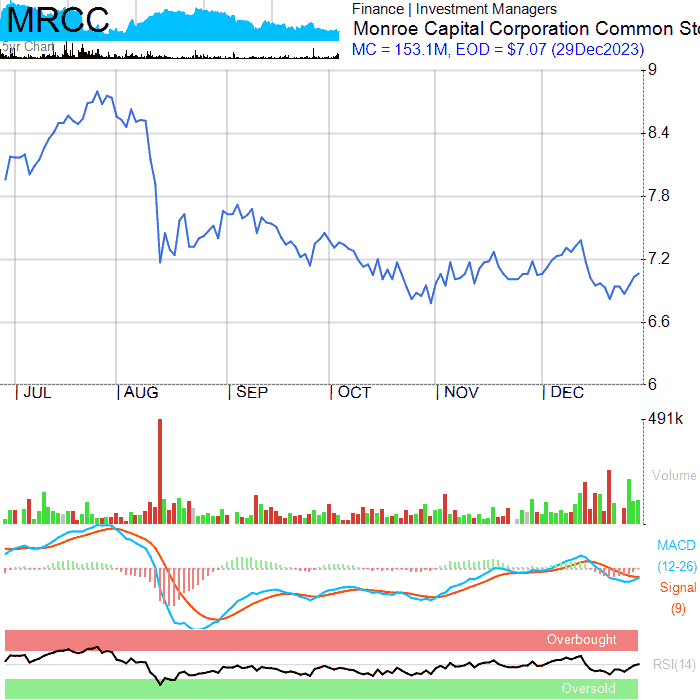 MRCC
5yr Chart
Finance | Investment Managers
Monroe Capital Corporation Common Sto
MC = 153.1M, EOD = $7.07 (29Dec2023)
9
8.4
7.8
7.2
6.6
6
JUL AUG SEP OCT NOV DEC
491k
Volume
MACD
(12-26)
Signal
(9)
Overbought
RSI(14)
Oversold